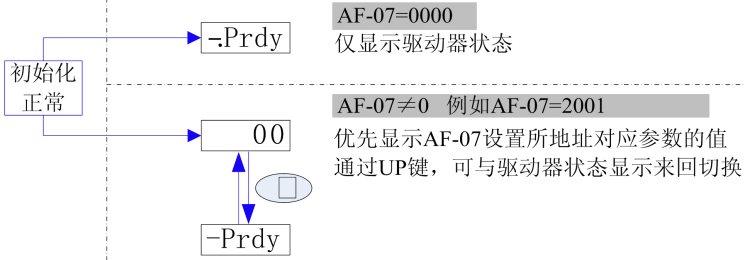 AF-07=0000
-.Prdy
仅显示驱动器状态
初始化
正常
AF-07≠0 例如AF-07=2001
00
优先显示AF-07设置所地址对应参数的值
通过UP键，可与驱动器状态显示来回切换
-Prdy